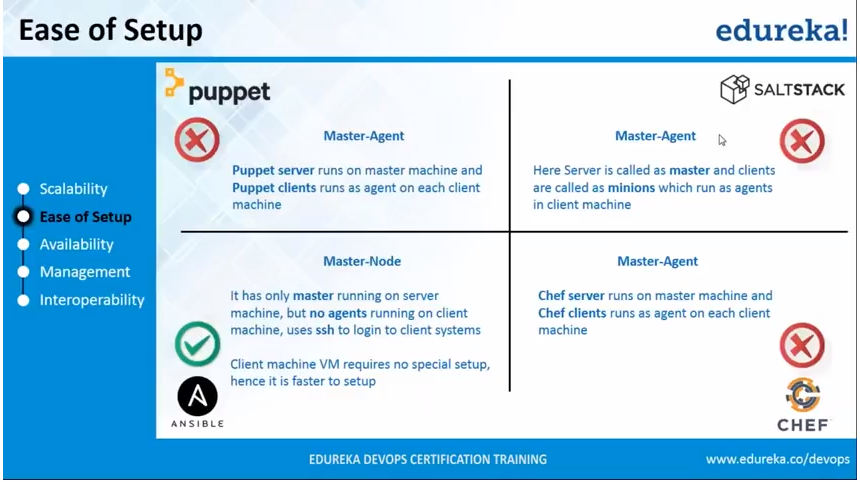 Ease of Setup
edureka!
Scalability
Ease of Setup
Availability
Management
Interoperability
puppet
Master-Agent
Puppet server runs on master machine and
Puppet clients runs as agent on each client
machine
SALTSTACK
Master-Agent
Here Server is called as master and clients
are called as minions which run as agents
in client machine
Master-Node
It has only master running on server
machine, but no agents running on client
machine, uses ssh to login to client systems
Client machine VM requires no special setup,
hence it is faster to setup
A
ANSIBLE
Master-Agent
Chef server runs on master machine and
Chef clients runs as agent on each client
machine
CHEF
EDUREKA DEVOPS CERTIFICATION TRAINING
www.edureka.co/devops